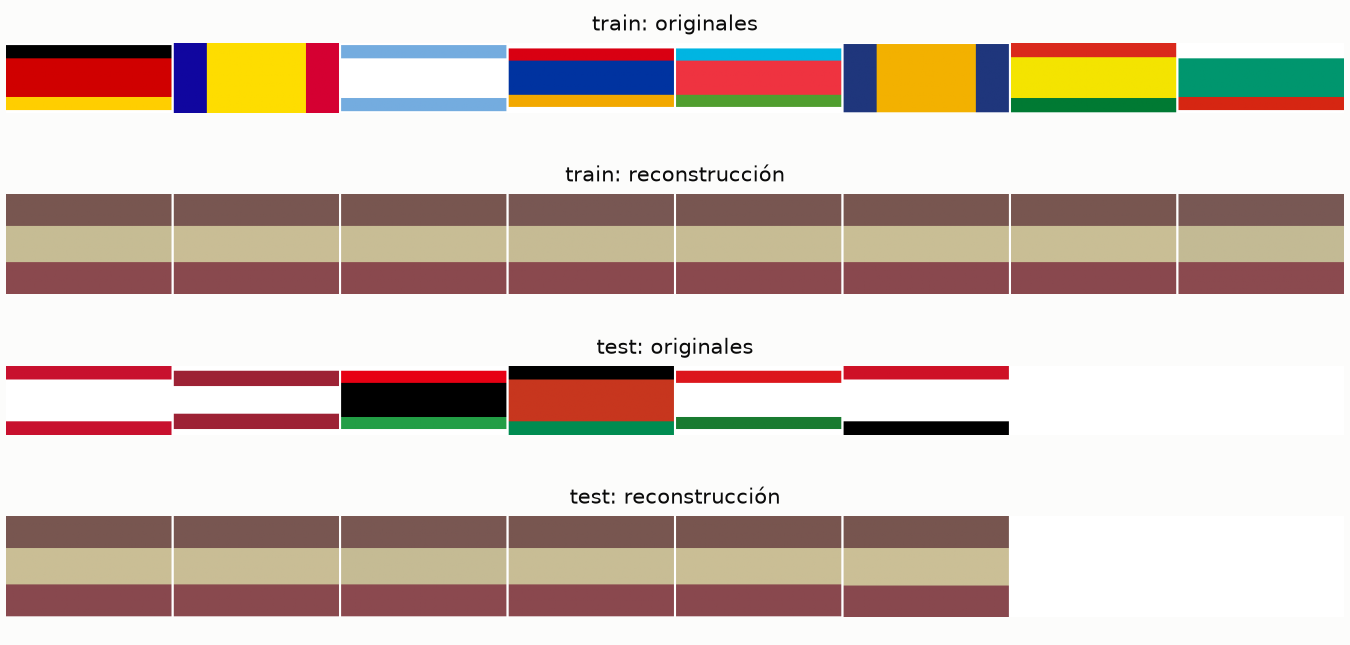 train: originales
train: reconstrucción
test: originales
test: reconstrucción